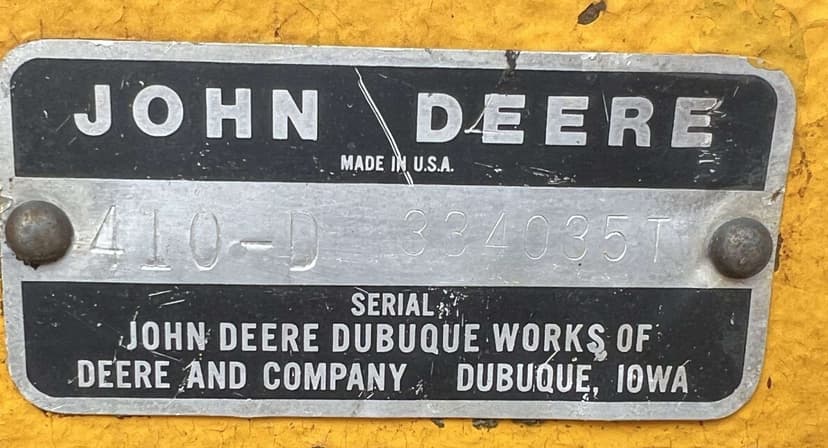 JOHN DEERE
MADE IN U.S.A.
410-D 334035T
SERIAL
JOHN DEERE DUBUQUE WORKS OF
DEERE AND COMPANY DUBUQUE, IOWA